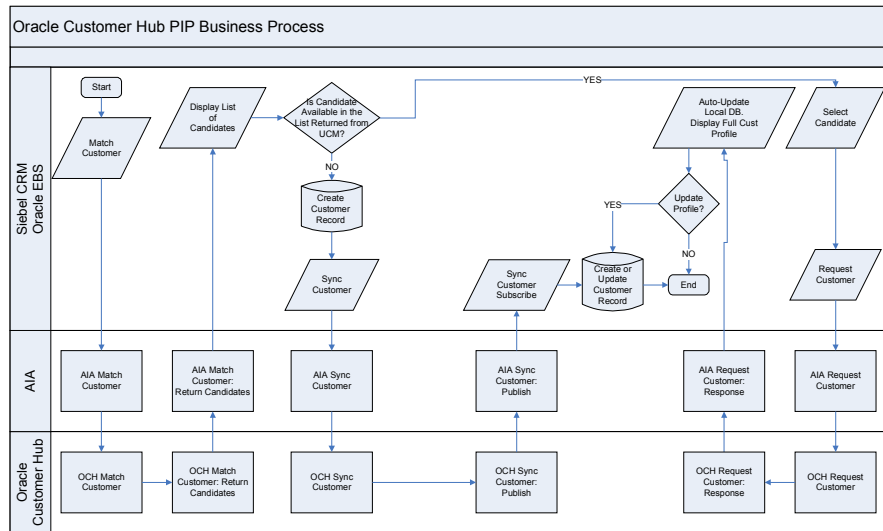 Oracle Customer Hub PIP Business Process
Siebel CRM
Oracle EBS
Start
Match
Customer
Display List
of
Candidates
Is Candidate
Available in the
List Returned from
UCM?
YES
NO
Create
Customer
Record
Sync
Customer
Sync
Customer
Subscribe
Auto-Update
Local DB.
Display Full Cust
Profile
Update
Profile?
YES
NO
Create or
Update
Customer
Record
End
Select
Candidate
Request
Customer
AIA
AIA Match
Customer
AIA Match
Customer:
Return Candidates
AIA Sync
Customer
AIA Sync
Customer:
Publish
AIA Request
Customer:
Response
AIA Request
Customer
Oracle
Customer Hub
OCH Match
Customer
OCH Match
Customer: Return
Candidates
OCH Sync
Customer
OCH Sync
Customer:
Publish
OCH Request
Customer:
Response
OCH Request
Customer